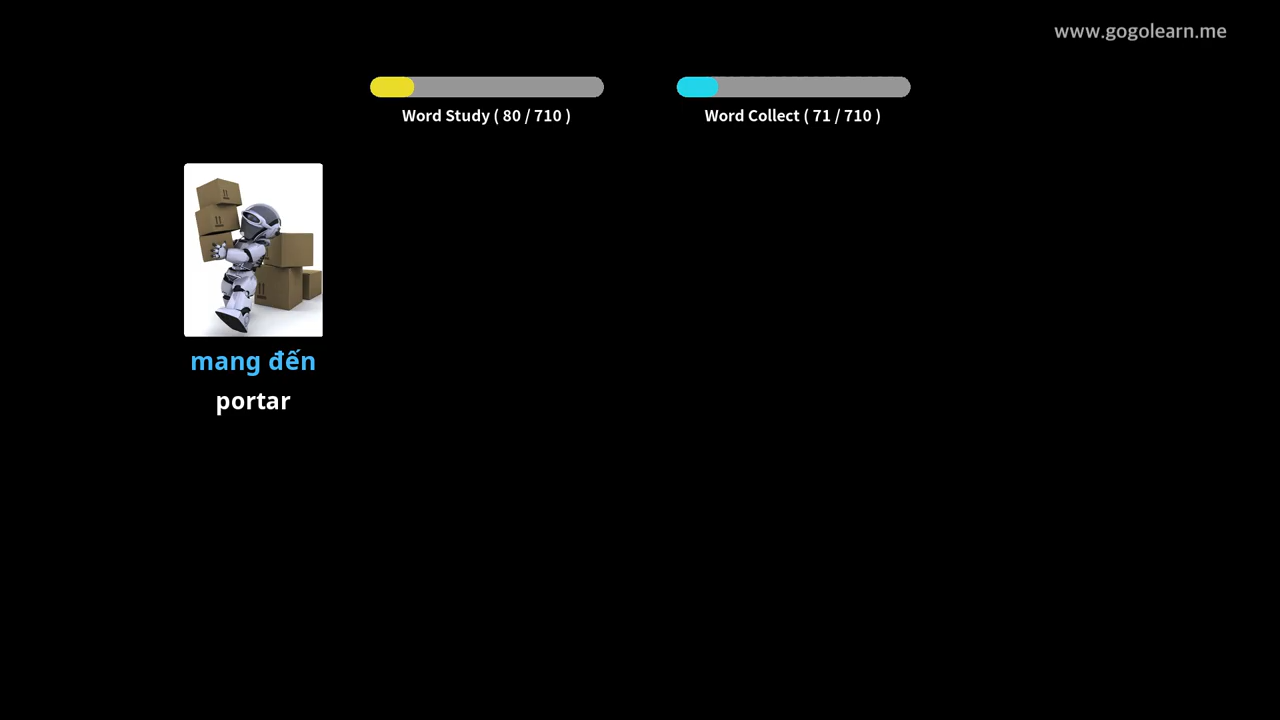 www.gogolearn.me
Word Study ( 80 / 710 )
Word Collect ( 71 / 710 )
mang đến
portar